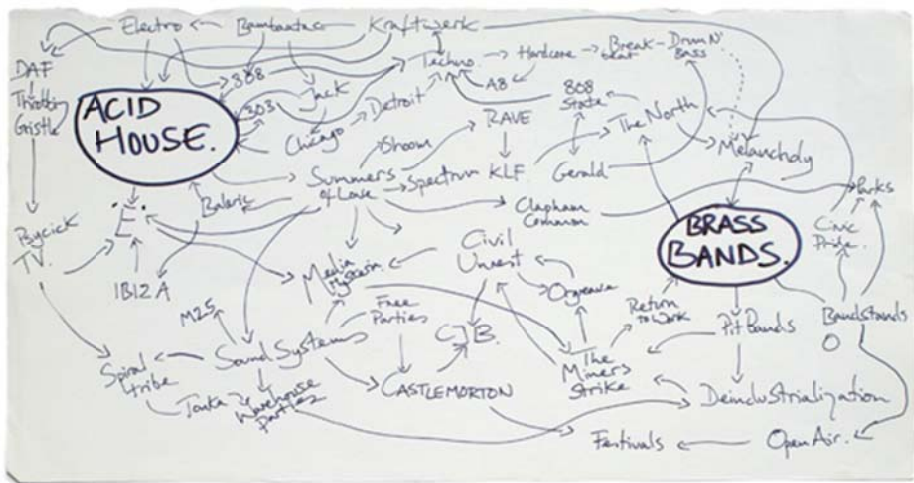 Electro
Bambaataa
Kraftwerk
DAF
Throbbing
Gristle
ACID
HOUSE.
808
303
Jack
Chicago
Detroit
Techno
Hardcore
Break-
beat
Drum N'
Bass
A8
808
State
RAVE
The North
Melancholy
Shoom
Summers
of Love
Spectrum
KLF
Gerald
Balaric
Clapham
Common
Parks
Civic
Pride.
BRASS
BANDS.
Psycick
TV.
'E'.
IBIZA
Media
Hysteria
Civil
Unrest
Orgreave
Return
to Work
Pit Bands
Bandstands
M25
Free
Parties
C.J.B.
Sound Systems
Spiral
tribe
Tonka
Warehouse
Parties
CASTLEMORTON
The
Miners
Strike
Deindustrialization
Festivals
Open Air.